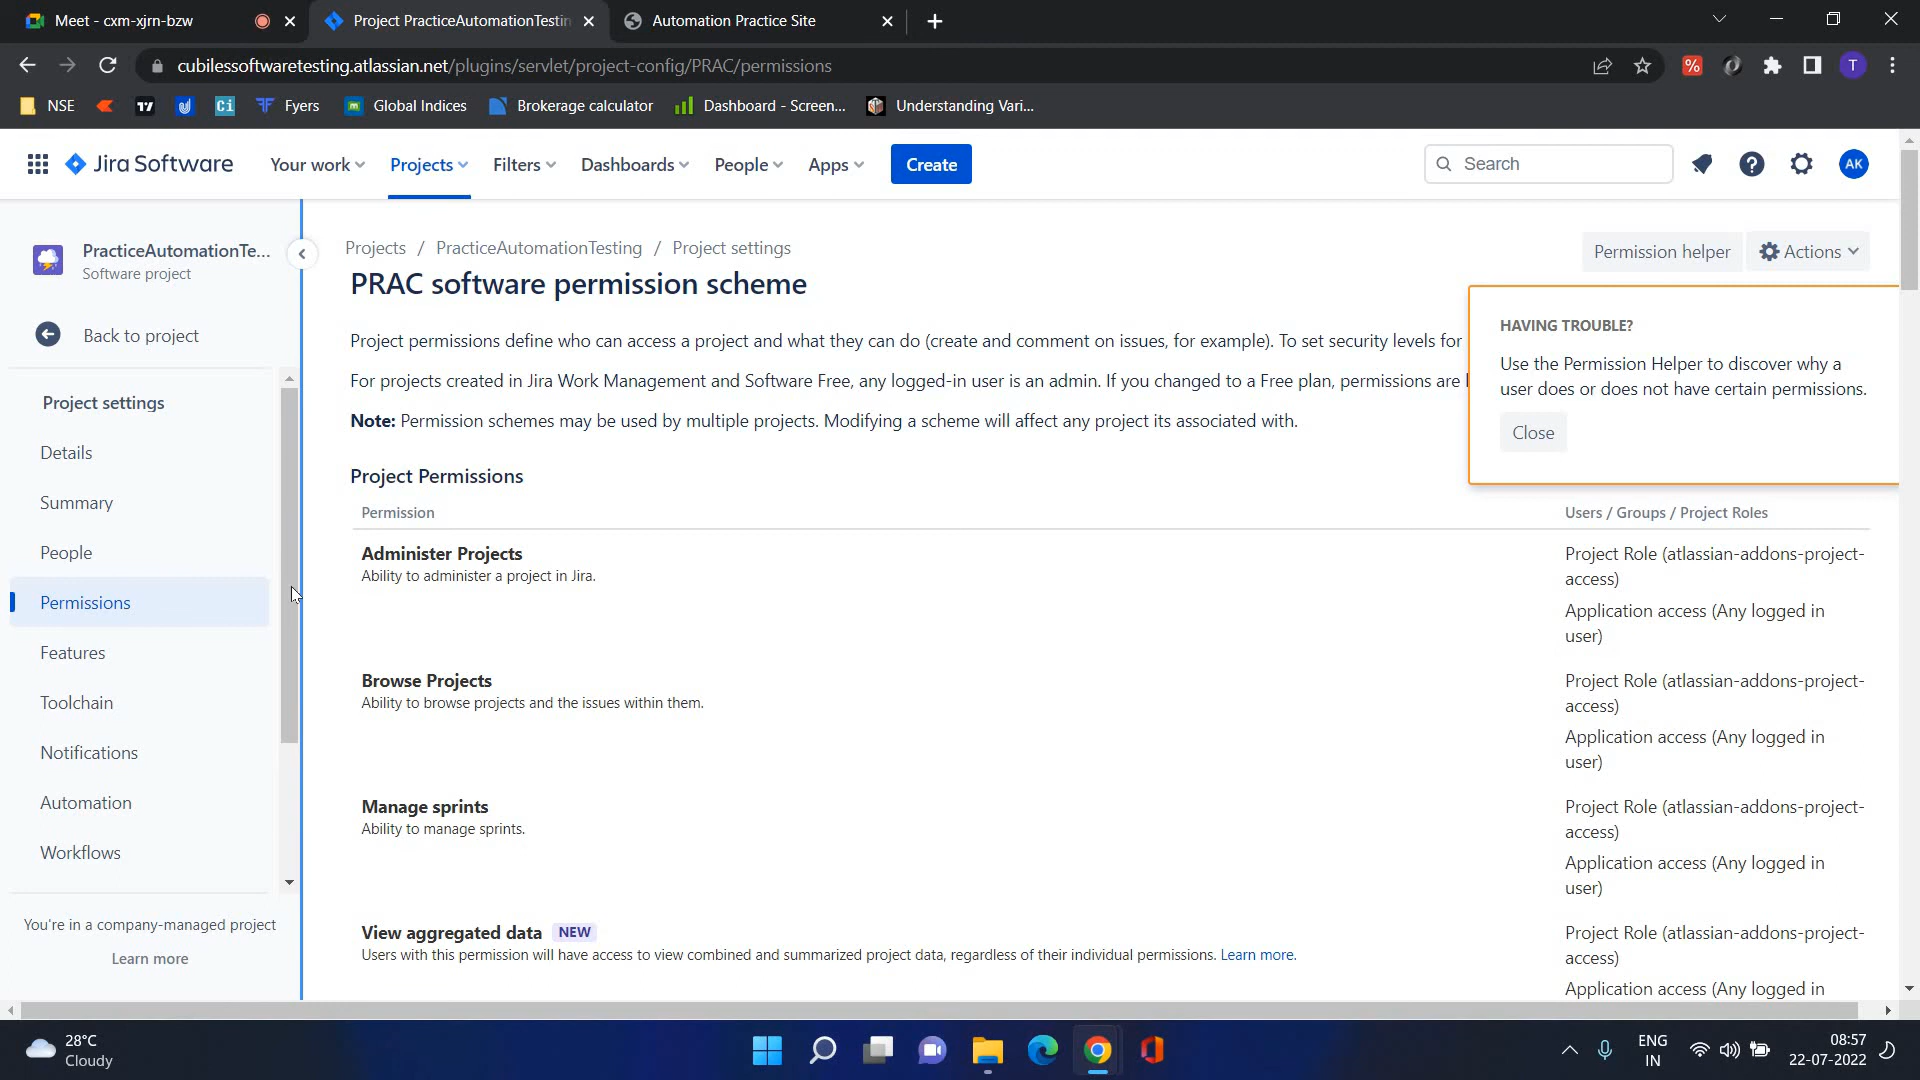 Meet - cxm-xjrn-bzw
Project PracticeAutomationTestin
Automation Practice Site
cubilessoftwaretesting.atlassian.net/plugins/servlet/project-config/PRAC/permissions
T
NSE
Ci
Fyers
Global Indices
Brokerage calculator
Dashboard - Screen...
Understanding Vari...
Jira Software
Your work
Projects
Filters
Dashboards
People
Apps
Create
Search
AK
PracticeAutomationTe...
Software project
Back to project
Project settings
Details
Summary
People
Permissions
Features
Toolchain
Notifications
Automation
Workflows
You're in a company-managed project
Learn more
Projects / PracticeAutomationTesting / Project settings
PRAC software permission scheme
Permission helper
Actions
Project permissions define who can access a project and what they can do (create and comment on issues, for example). To set security levels for
For projects created in Jira Work Management and Software Free, any logged-in user is an admin. If you changed to a Free plan, permissions are
Note: Permission schemes may be used by multiple projects. Modifying a scheme will affect any project its associated with.
HAVING TROUBLE?
Use the Permission Helper to discover why a
user does or does not have certain permissions.
Close
Project Permissions
Permission
Users / Groups / Project Roles
Administer Projects
Ability to administer a project in Jira.
Project Role (atlassian-addons-project-
access)
Application access (Any logged in
user)
Browse Projects
Ability to browse projects and the issues within them.
Project Role (atlassian-addons-project-
access)
Application access (Any logged in
user)
Manage sprints
Ability to manage sprints.
Project Role (atlassian-addons-project-
access)
Application access (Any logged in
user)
View aggregated data NEW
Users with this permission will have access to view combined and summarized project data, regardless of their individual permissions. Learn more.
Project Role (atlassian-addons-project-
access)
Application access (Any logged in
28°C
Cloudy
ENG
IN
08:57
22-07-2022